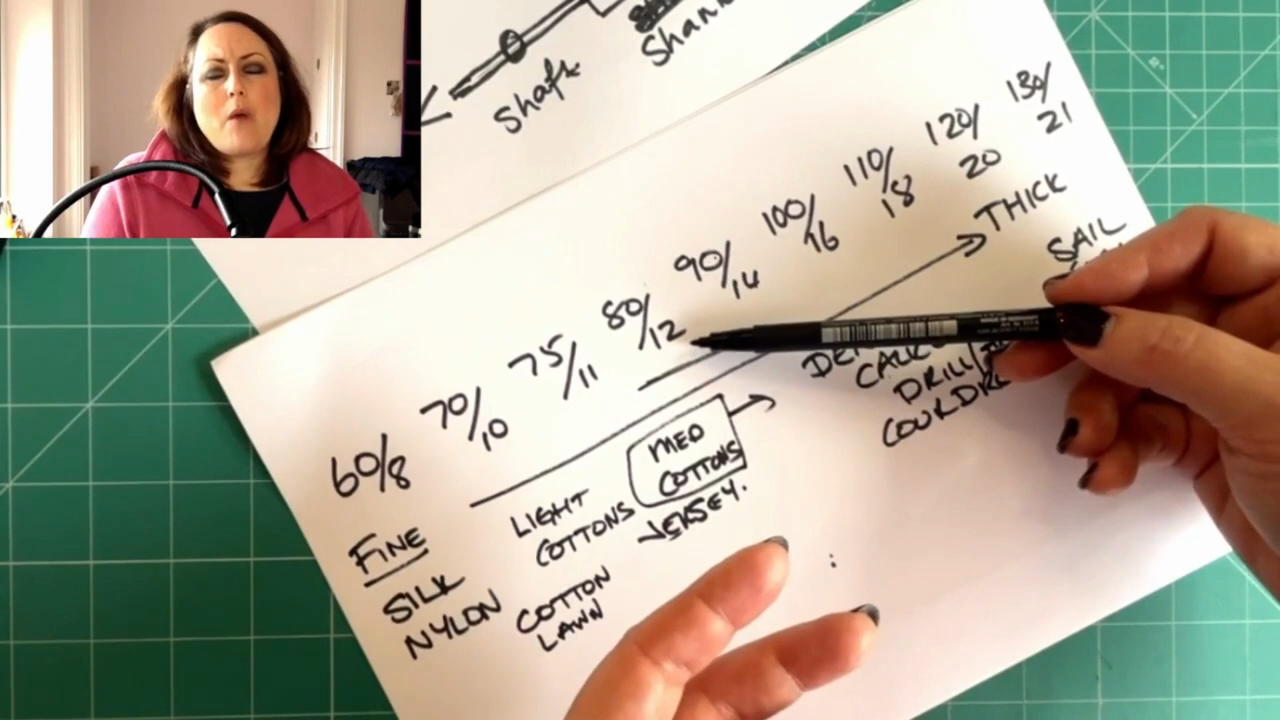 Shaft
60/8
70/10
75/11
80/12
90/14
100/16
110/18
120/20
130/21
THICK
FINE
SILK
NYLON
LIGHT
COTTONS
COTTON
LAWN
MED
COTTONS
JERSEY.
DRILL/
SAIL